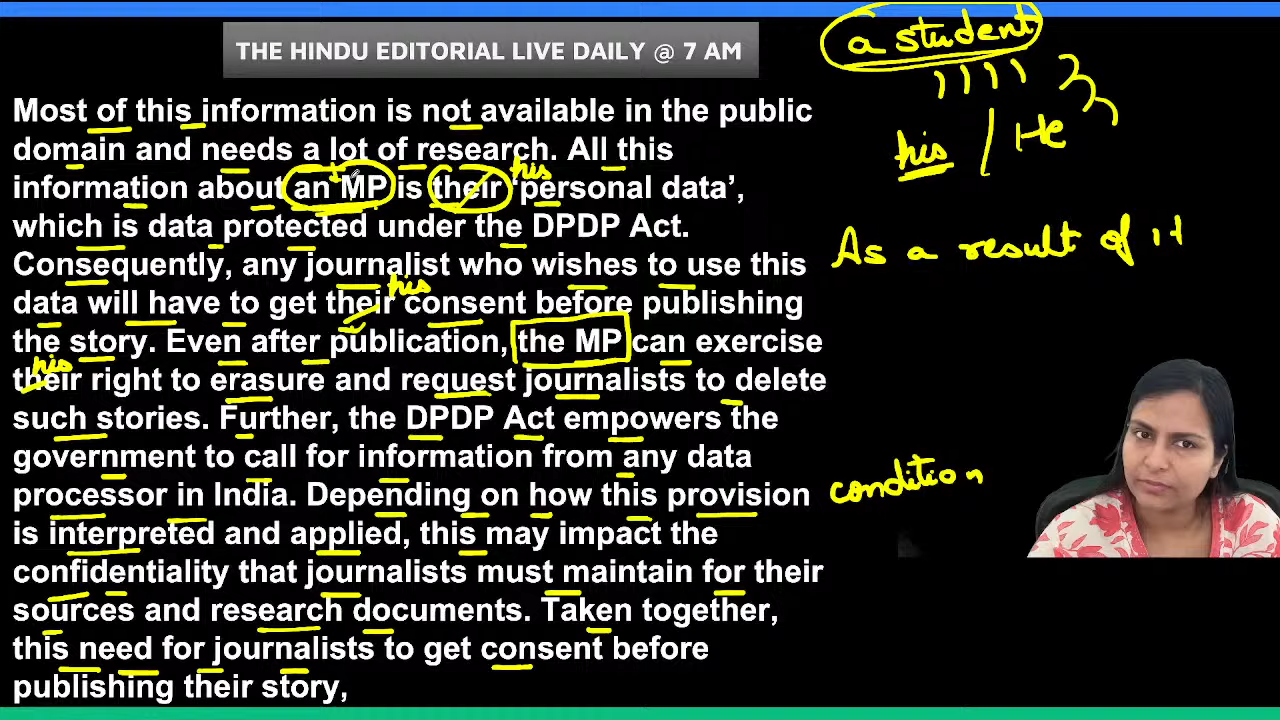 THE HINDU EDITORIAL LIVE DAILY @ 7 AM
a student
his / He
Most of this information is not available in the public
domain and needs a lot of research. All this
his
information about an MP is their ‘personal data’,
which is data protected under the DPDP Act.
As a result of it
Consequently, any journalist who wishes to use this
his
data will have to get their consent before publishing
the story. Even after publication, the MP can exercise
his
their right to erasure and request journalists to delete
such stories. Further, the DPDP Act empowers the
government to call for information from any data
processor in India. Depending on how this provision
condition
is interpreted and applied, this may impact the
confidentiality that journalists must maintain for their
sources and research documents. Taken together,
this need for journalists to get consent before
publishing their story,